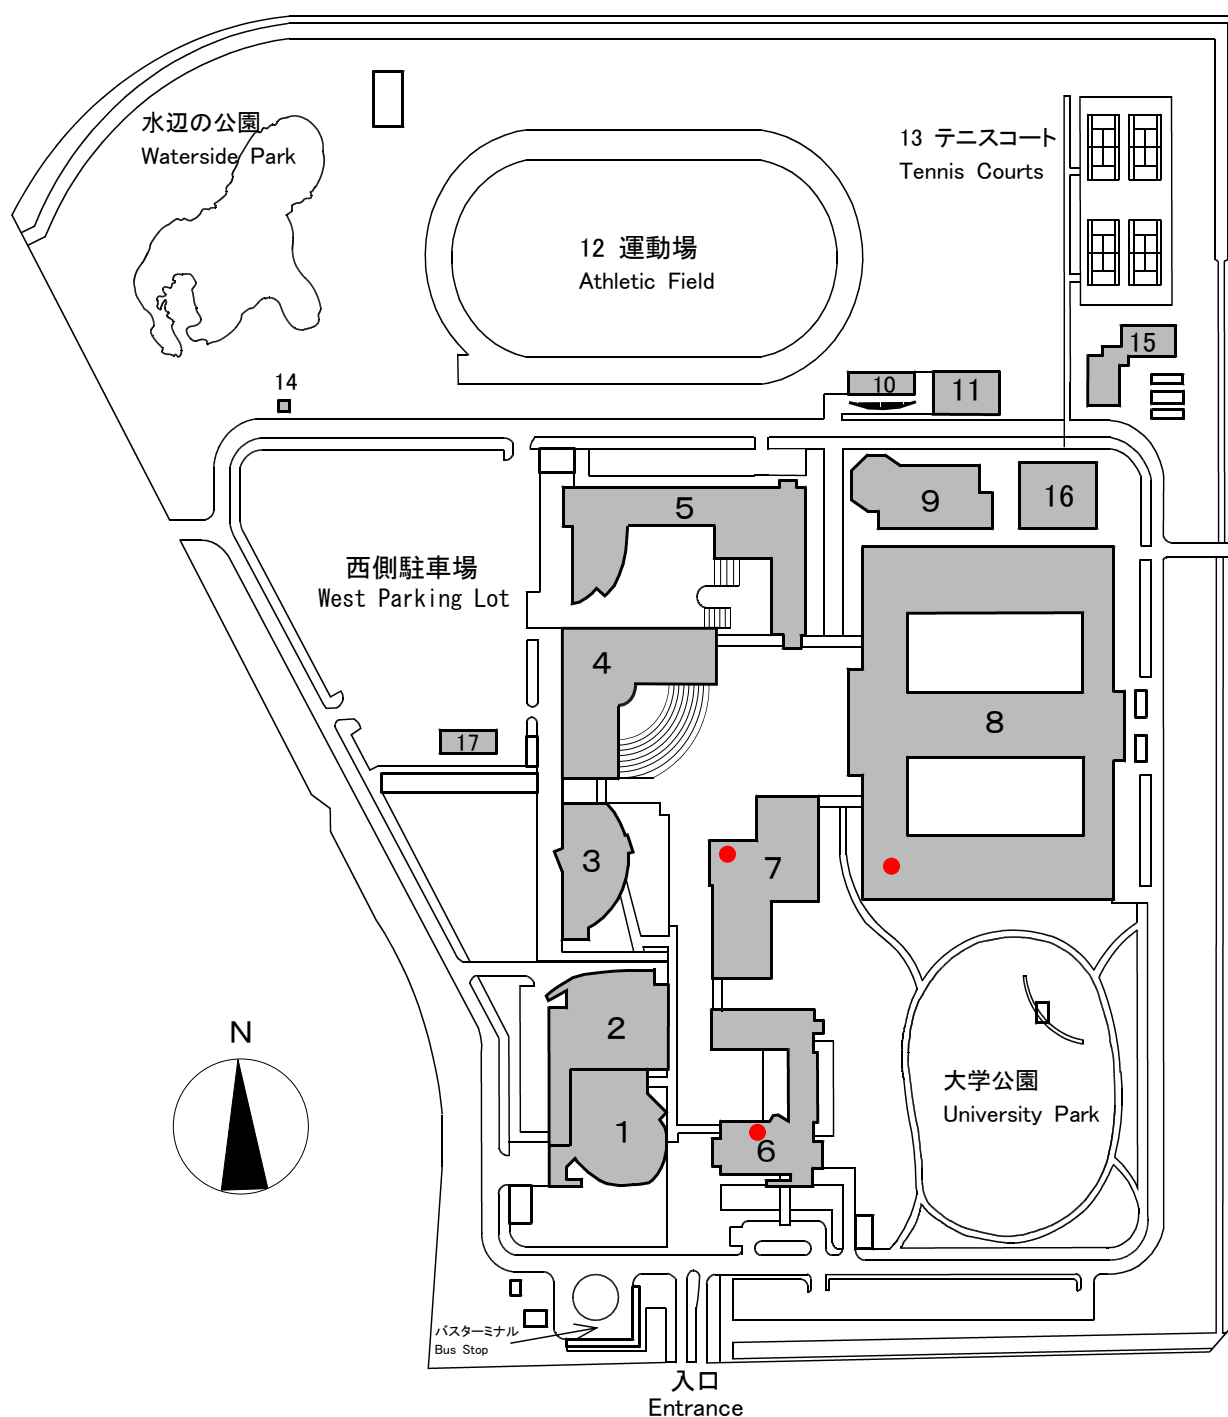 水辺の公園
Waterside Park
13 テニスコート
Tennis Courts
12 運動場
Athletic Field
15
14
10
11
5
9
16
西側駐車場
West Parking Lot
4
8
17
3
7
2
N
大学公園
University Park
1
6
バスターミナル
Bus Stop
入口
Entrance